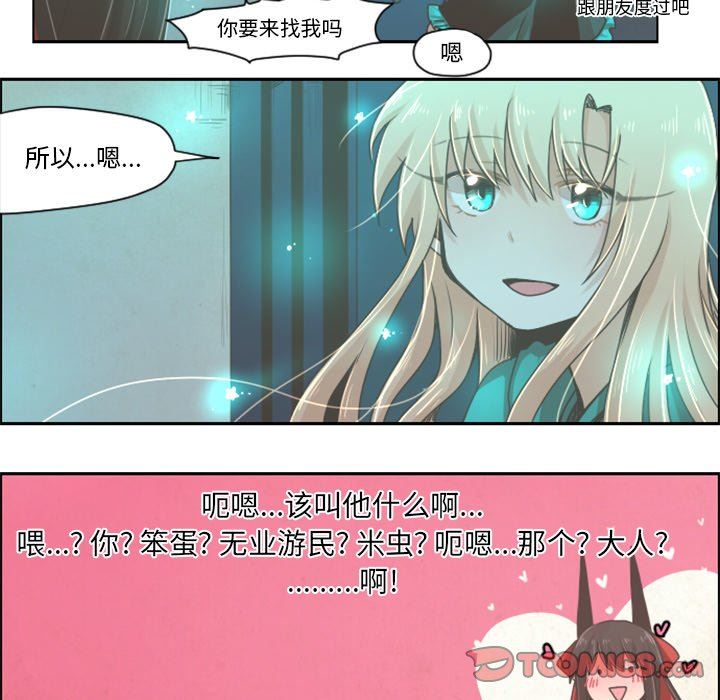 跟朋友度过吧
你要来找我吗
嗯
所以...嗯...
呃嗯...该叫他什么啊...
喂...? 你? 笨蛋? 无业游民? 米虫? 呃嗯...那个? 大人?
.........啊!
DTCOMICS.COM